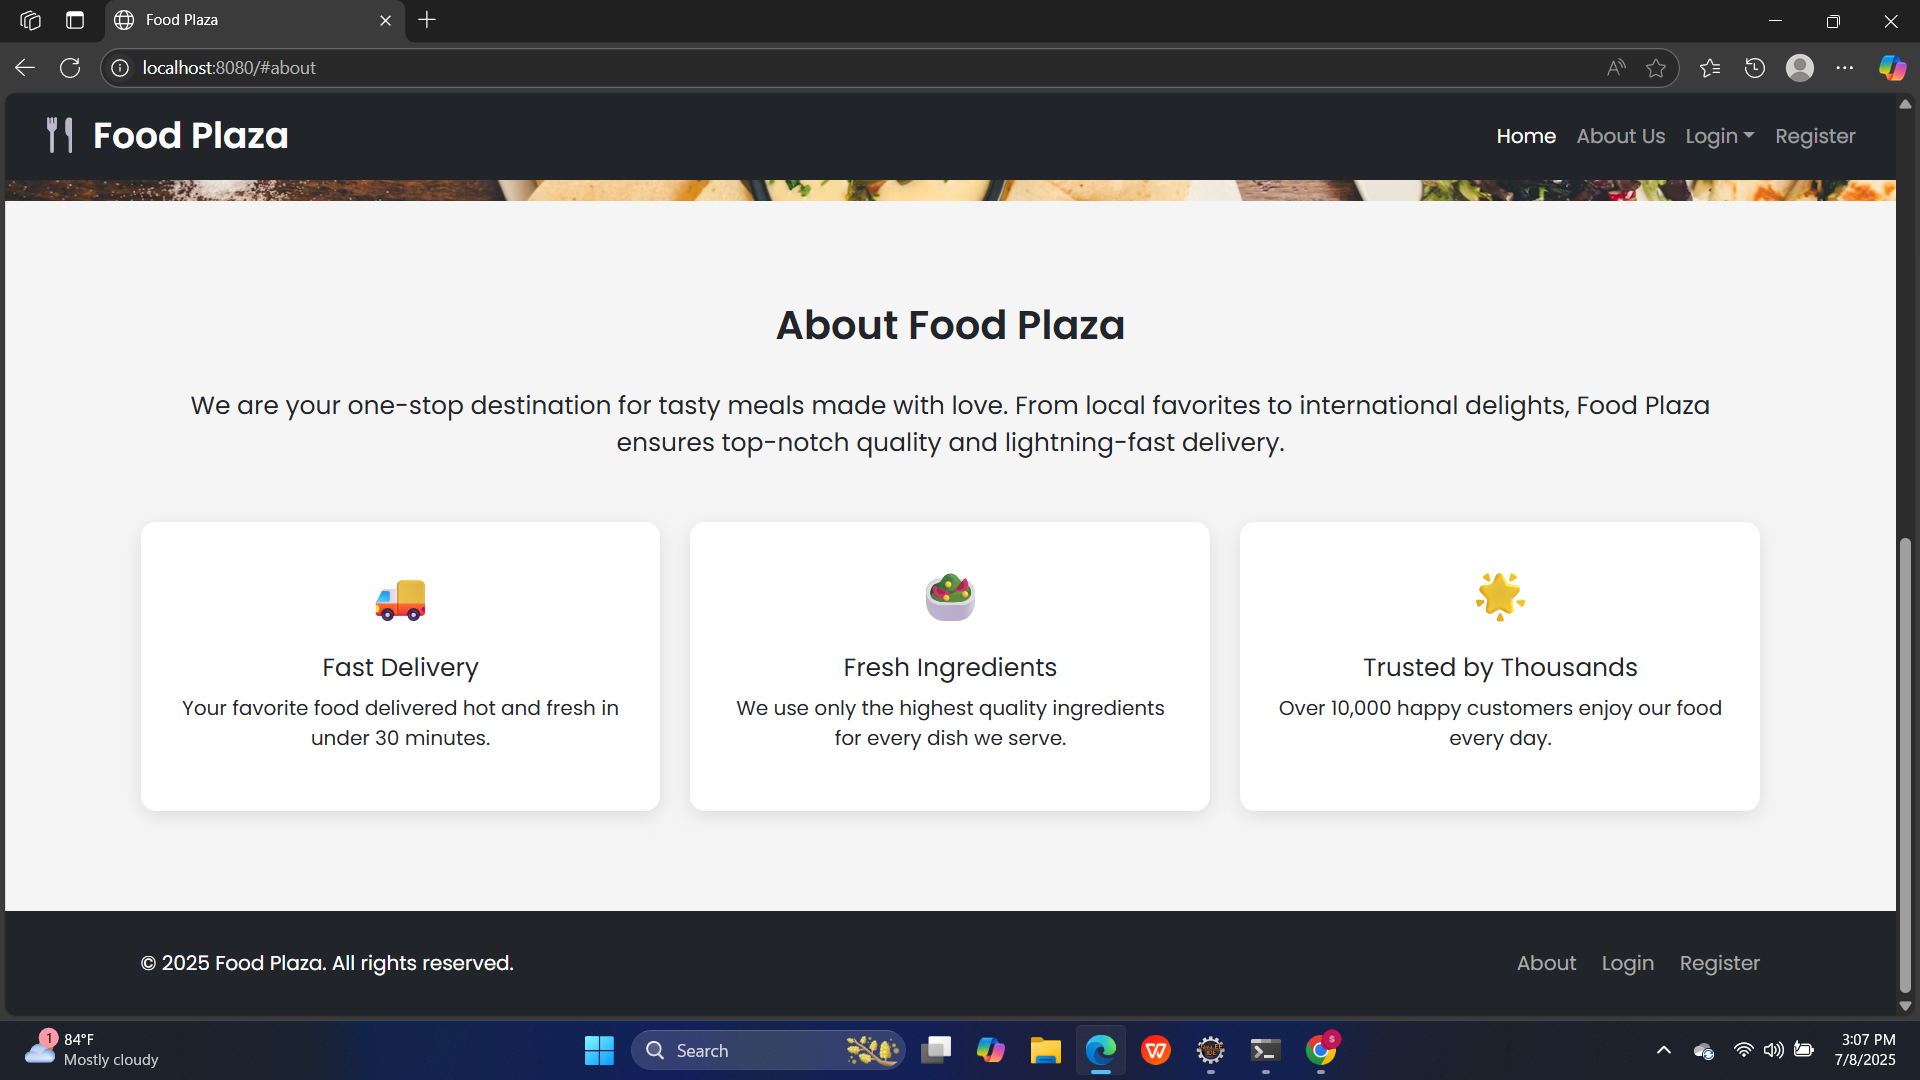 Food Plaza
localhost:8080/#about
Food Plaza
Home
About Us
Login
Register
About Food Plaza
We are your one-stop destination for tasty meals made with love. From local favorites to international delights, Food Plaza
ensures top-notch quality and lightning-fast delivery.
Fast Delivery
Your favorite food delivered hot and fresh in
under 30 minutes.
Fresh Ingredients
We use only the highest quality ingredients
for every dish we serve.
Trusted by Thousands
Over 10,000 happy customers enjoy our food
every day.
© 2025 Food Plaza. All rights reserved.
About
Login
Register
1
84°F
Mostly cloudy
Search
W
Java EE
IDE
S
3:07 PM
7/8/2025